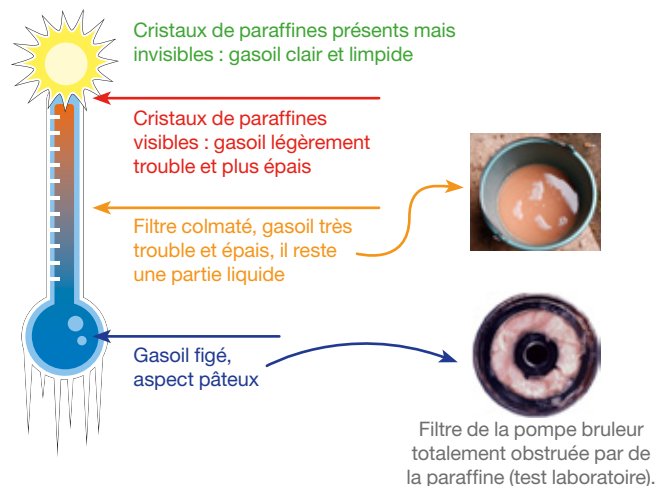 Cristaux de paraffines présents mais
invisibles : gasoil clair et limpide
Cristaux de paraffines
visibles : gasoil légèrement
trouble et plus épais
Filtre colmaté, gasoil très
trouble et épais, il reste
une partie liquide
Gasoil figé,
aspect pâteux
Filtre de la pompe bruleur
totalement obstruée par de
la paraffine (test laboratoire).